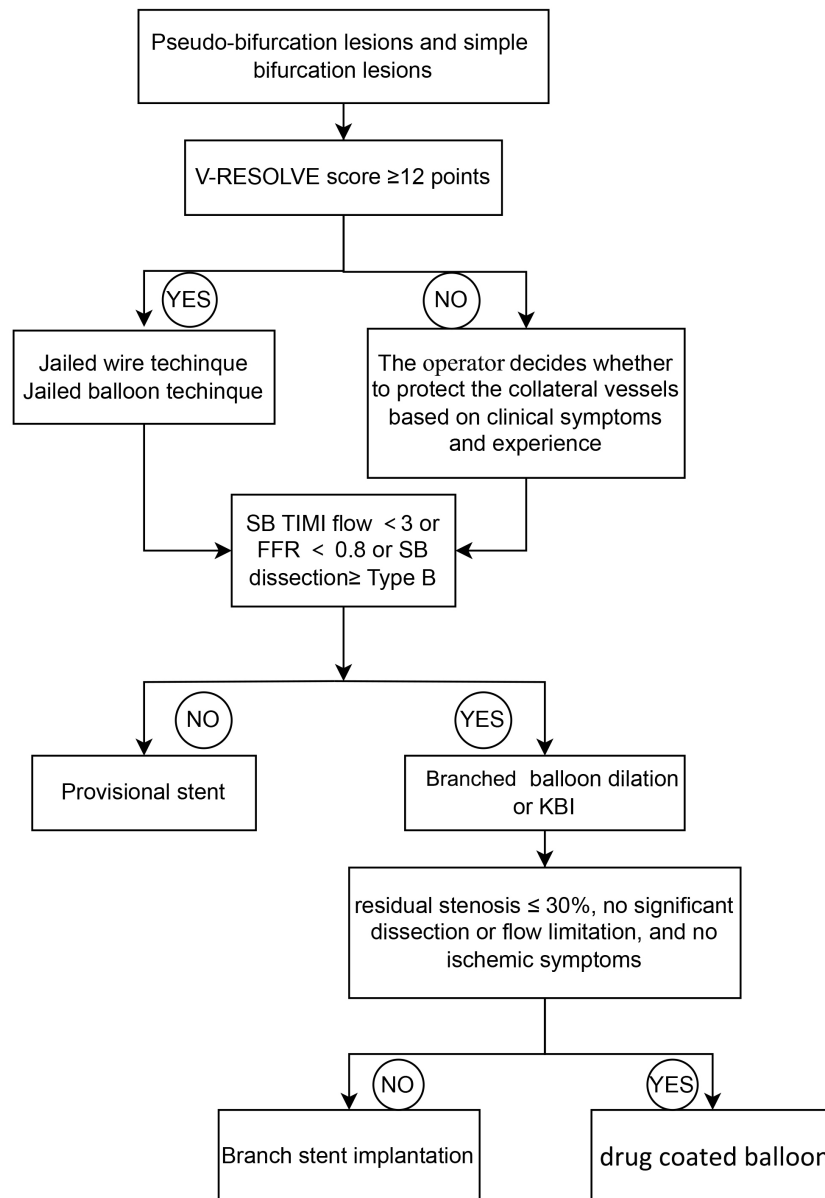 Pseudo-bifurcation lesions and simple
bifurcation lesions
V-RESOLVE score ≥12 points
YES
NO
Jailed wire techinque
Jailed balloon techinque
The operator decides whether
to protect the collateral vessels
based on clinical symptoms
and experience
SB TIMI flow <3 or
FFR < 0.8 or SB
dissection≥ Type B
NO
YES
Provisional stent
Branched balloon dilation
or KBI
residual stenosis ≤ 30%, no significant
dissection or flow limitation, and no
ischemic symptoms
NO
YES
Branch stent implantation
drug coated balloon